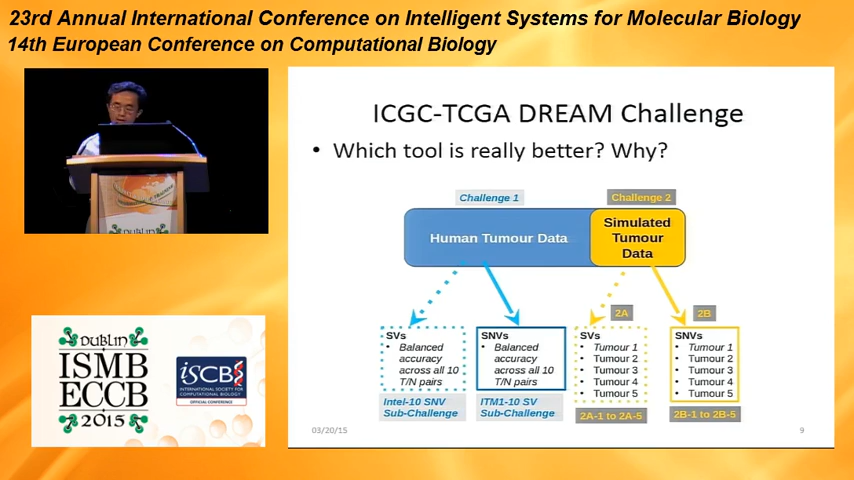 23rd Annual International Conference on Intelligent Systems for Molecular Biology
14th European Conference on Computational Biology
ICGC-TCGA DREAM Challenge
• Which tool is really better? Why?
Challenge 1
Challenge 2
Human Tumour Data
Simulated
Tumour
Data
2A
2B
SVs
• Balanced
accuracy
across all 10
T/N pairs
SNVs
• Balanced
accuracy
across all 10
T/N pairs
SVs
• Tumour 1
• Tumour 2
• Tumour 3
• Tumour 4
• Tumour 5
SNVs
• Tumour 1
• Tumour 2
• Tumour 3
• Tumour 4
• Tumour 5
Intel-10 SNV
Sub-Challenge
ITM1-10 SV
Sub-Challenge
2A-1 to 2A-5
2B-1 to 2B-5
03/20/15
9
DUBLIN
DUBLIN
ISMB
ECCB
2015
ISCB
INTERNATIONAL SOCIETY FOR
COMPUTATIONAL BIOLOGY
OFFICIAL CONFERENCE